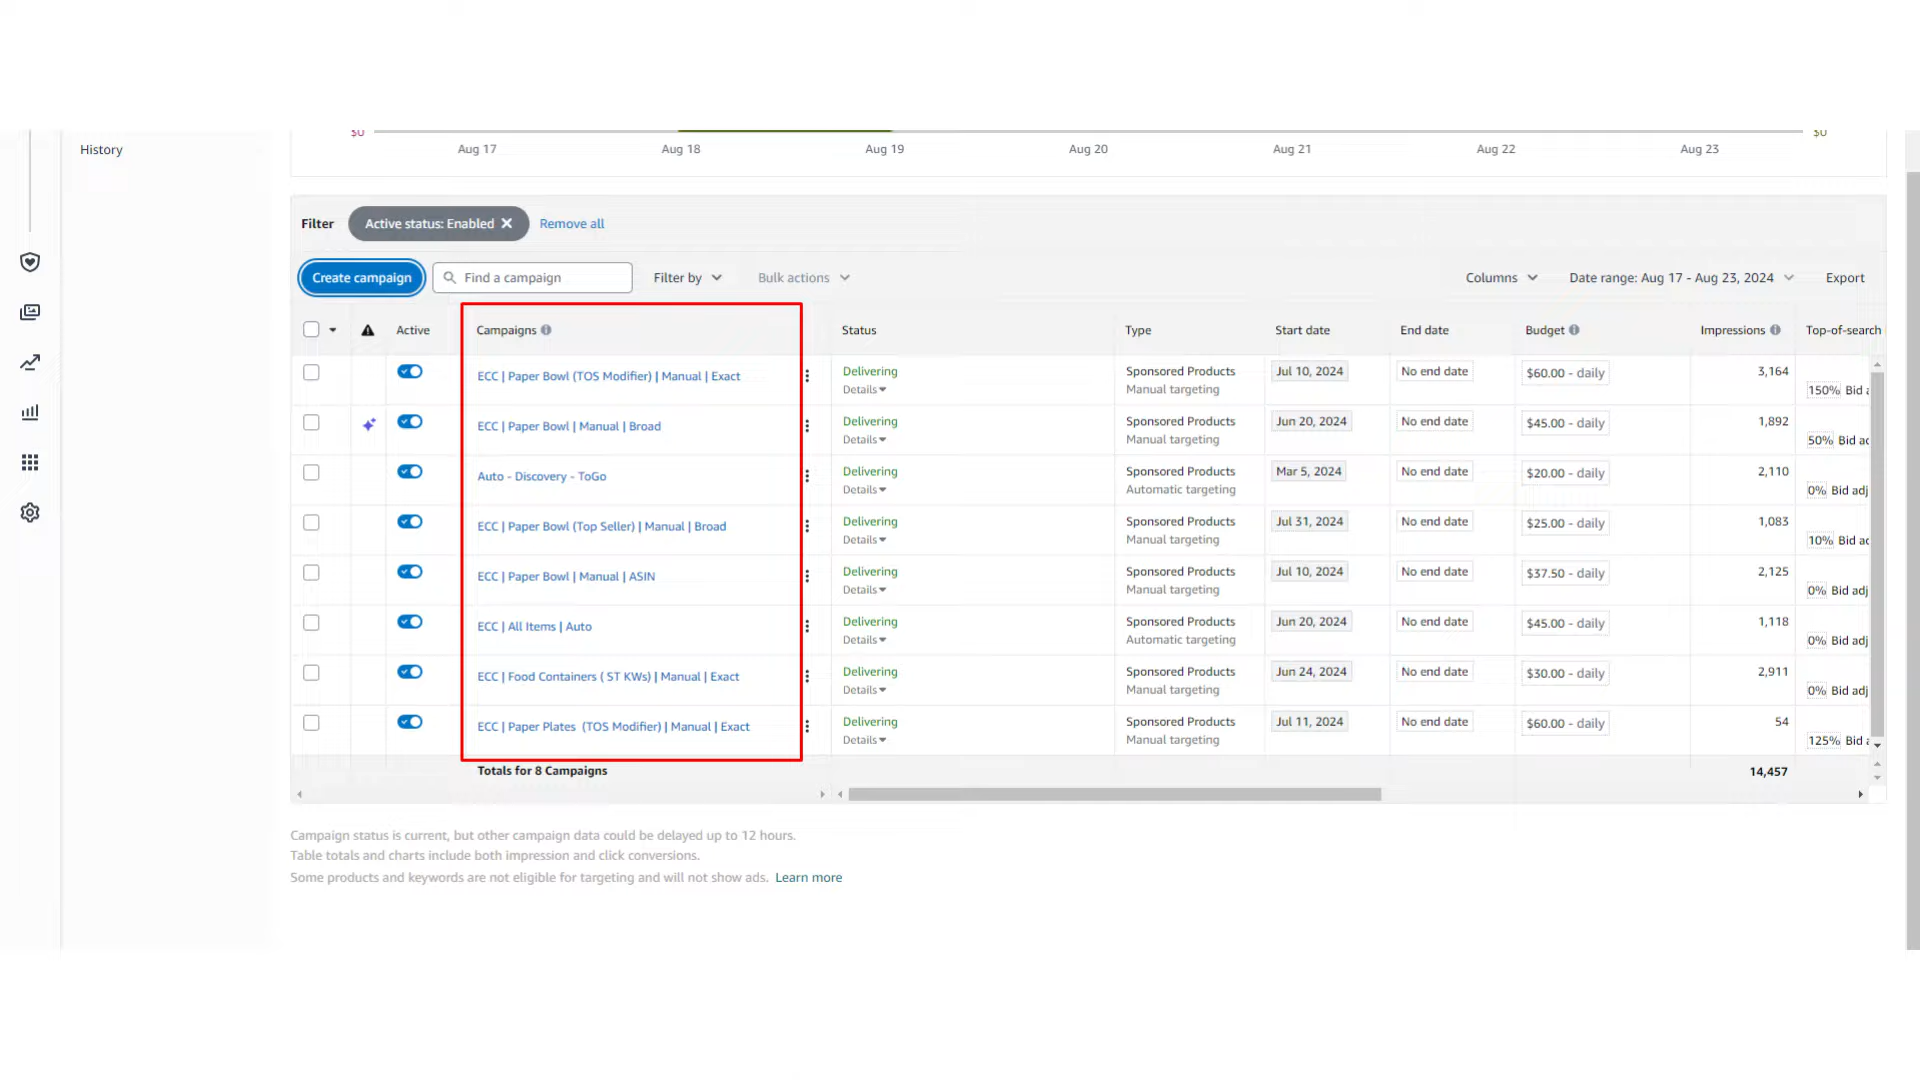 $0 $0
History Aug 17 Aug 18 Aug 19 Aug 20 Aug 21 Aug 22 Aug 23
Filter Active status: Enabled Remove all
Create campaign Find a campaign Filter by Bulk actions Columns Date range: Aug 17 - Aug 23, 2024 Export
Active Campaigns Status Type Start date End date Budget Impressions Top-of-search
ECC | Paper Bowl (TOS Modifier) | Manual | Exact Delivering Details Sponsored Products Manual targeting Jul 10, 2024 No end date $60.00 - daily 3,164 150% Bid
ECC | Paper Bowl | Manual | Broad Delivering Details Sponsored Products Manual targeting Jun 20, 2024 No end date $45.00 - daily 1,892 50% Bid
Auto - Discovery - ToGo Delivering Details Sponsored Products Automatic targeting Mar 5, 2024 No end date $20.00 - daily 2,110 0% Bid adj
ECC | Paper Bowl (Top Seller) | Manual | Broad Delivering Details Sponsored Products Manual targeting Jul 31, 2024 No end date $25.00 - daily 1,083 10% Bid
ECC | Paper Bowl | Manual | ASIN Delivering Details Sponsored Products Manual targeting Jul 10, 2024 No end date $37.50 - daily 2,125 0% Bid adj
ECC | All Items | Auto Delivering Details Sponsored Products Automatic targeting Jun 20, 2024 No end date $45.00 - daily 1,118 0% Bid adj
ECC | Food Containers ( ST KWs) | Manual | Exact Delivering Details Sponsored Products Manual targeting Jun 24, 2024 No end date $30.00 - daily 2,911 0% Bid adj
ECC | Paper Plates (TOS Modifier) | Manual | Exact Delivering Details Sponsored Products Manual targeting Jul 11, 2024 No end date $60.00 - daily 54 125% Bid
Totals for 8 Campaigns 14,457
Campaign status is current, but other campaign data could be delayed up to 12 hours.
Table totals and charts include both impression and click conversions.
Some products and keywords are not eligible for targeting and will not show ads. Learn more